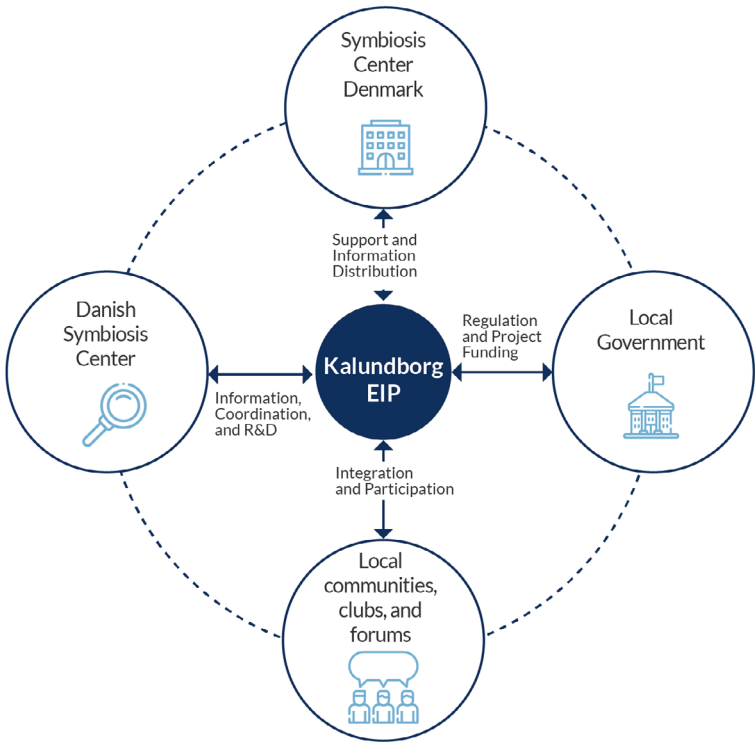 Symbiosis
Center
Denmark
Support and
Information
Distribution
Danish
Symbiosis
Center
Information,
Coordination,
and R&D
Kalundborg
EIP
Regulation
and Project
Funding
Local
Government
Integration
and Participation
Local
communities,
clubs, and
forums